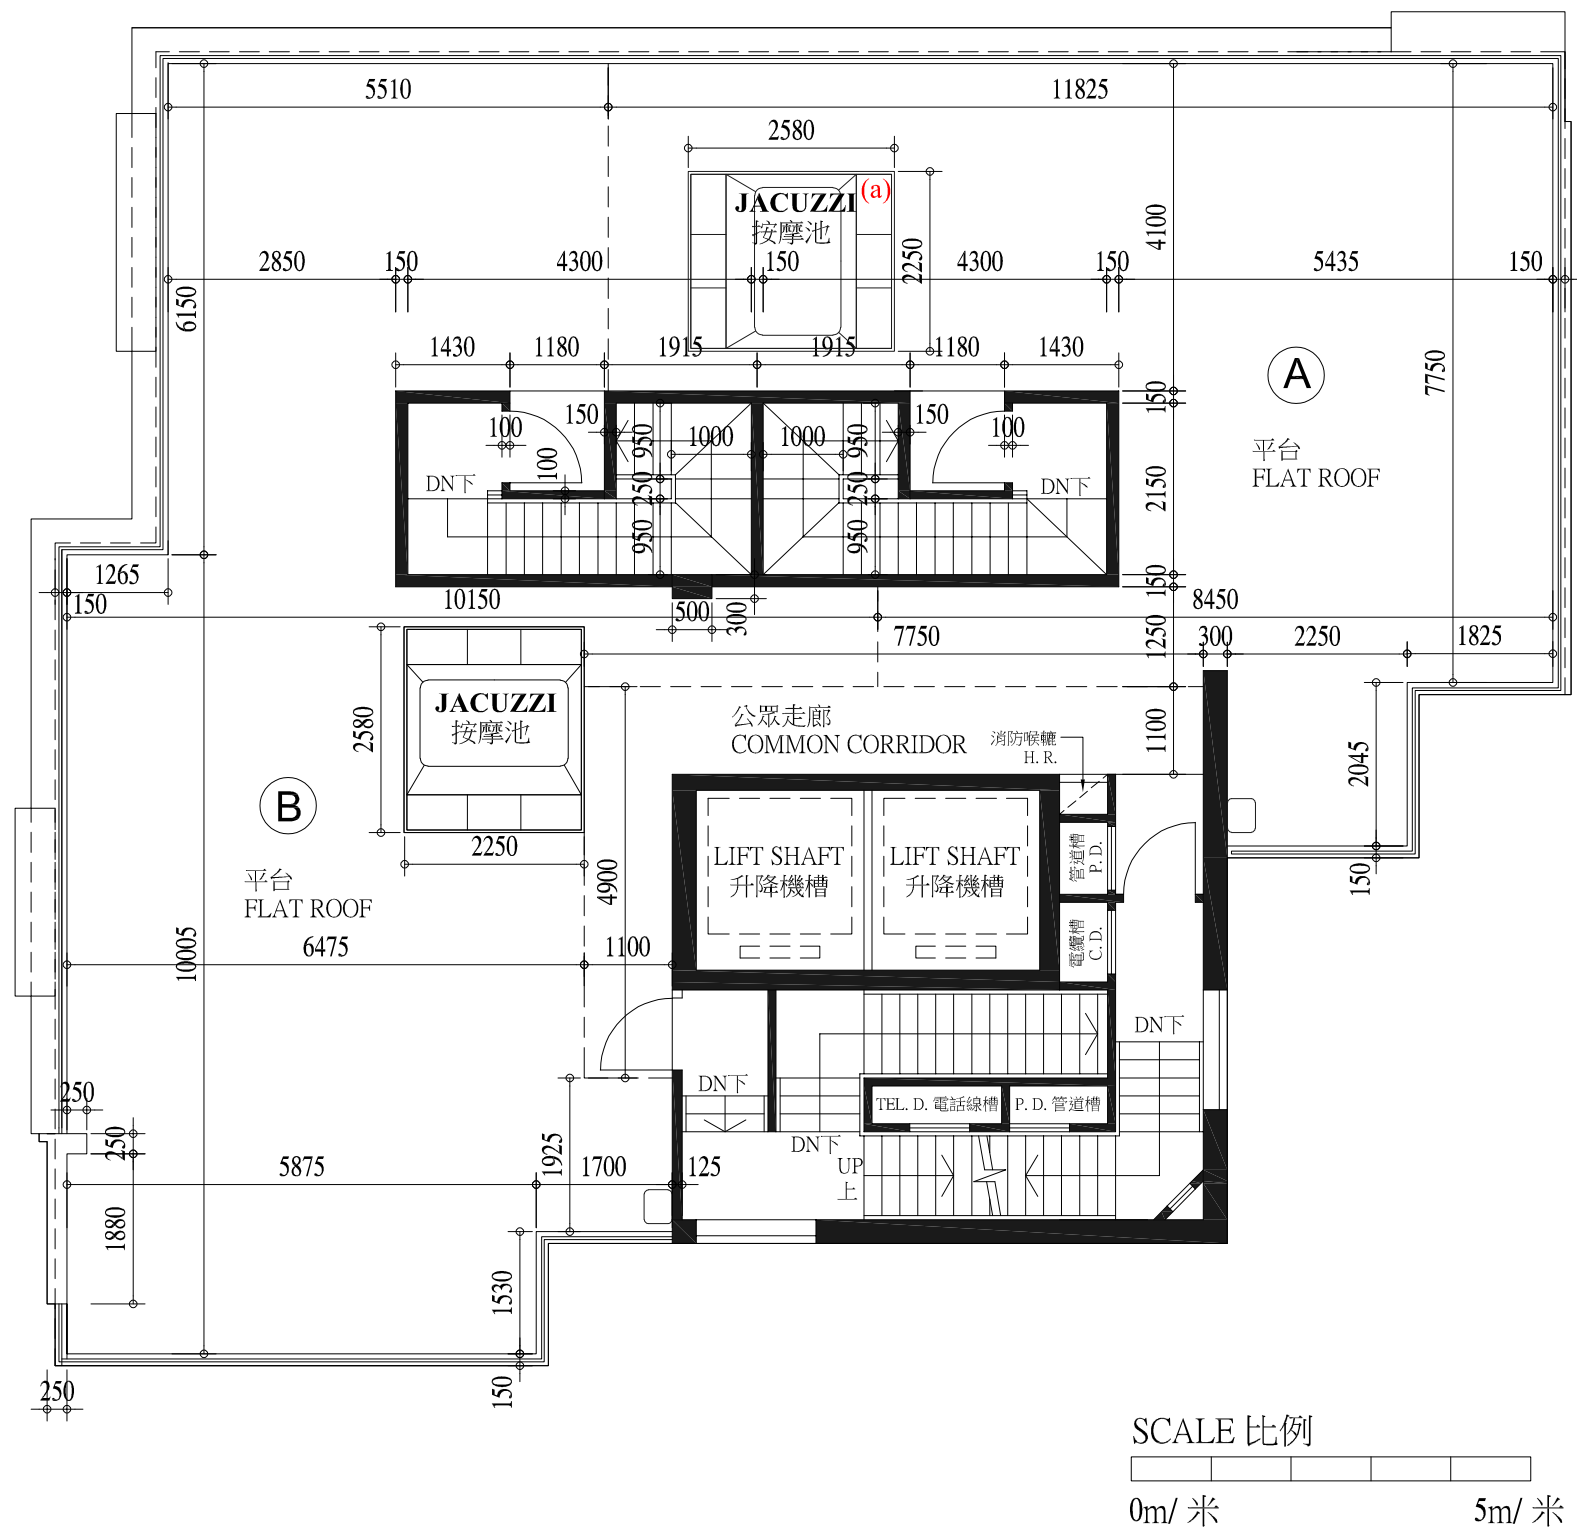 5510
11825
2580
JACUZZI
(a)
按摩池
2250
4100
2850
150
4300
150
4300
150
5435
150
6150
1430
1180
1915
1915
1180
1430
7750
A
150
150
100
950
1000
1000
950
150
100
平台
FLAT ROOF
DN下
100
250
250
DN下
2150
950
950
1265
150
10150
500
300
150
8450
7750
1250
300
2250
1825
2580
JACUZZI
按摩池
公眾走廊
COMMON CORRIDOR
消防喉轆
H. R.
1100
2045
B
2250
LIFT SHAFT
升降機槽
LIFT SHAFT
升降機槽
管道槽
P. D.
150
平台
FLAT ROOF
4900
6475
1100
10005
電纜槽
C. D.
DN下
250
DN下
TEL. D. 電話線槽
P. D. 管道槽
250
1925
DN下
UP
上
5875
1700
125
1880
1530
150
250
SCALE 比例
0m/ 米
5m/ 米